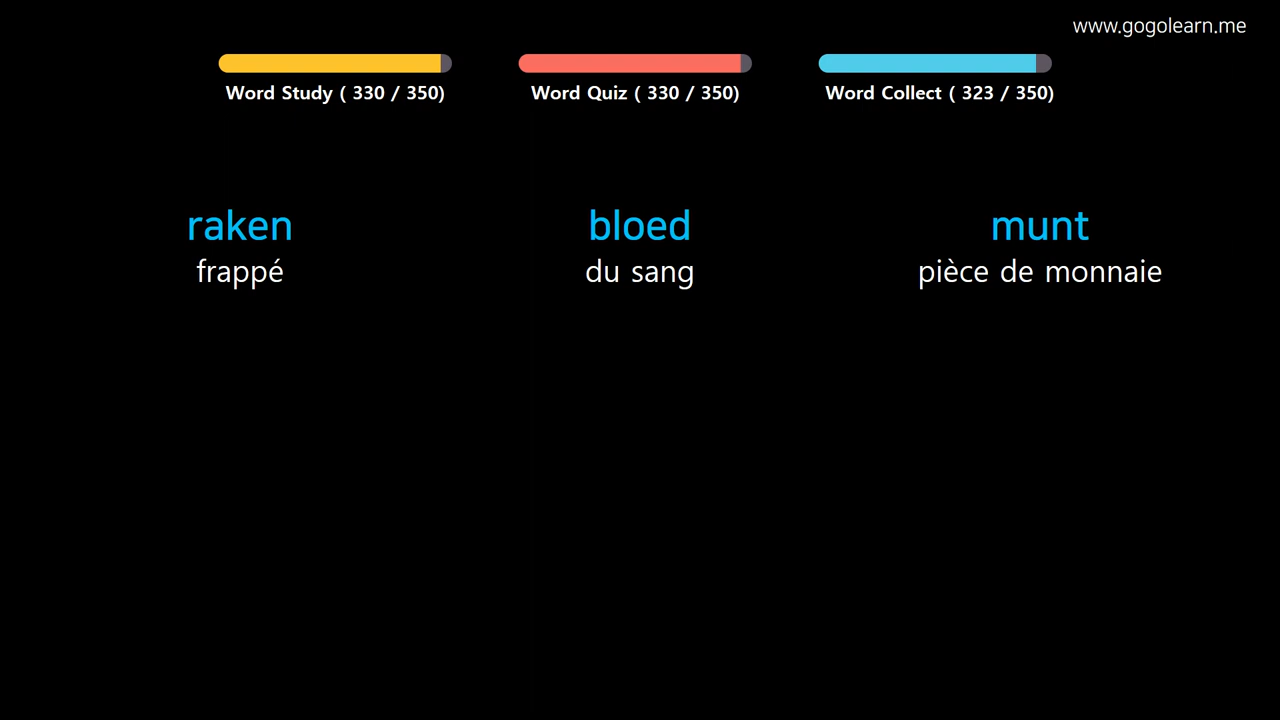 www.gogolearn.me
Word Study ( 330 / 350)
Word Quiz ( 330 / 350)
Word Collect ( 323 / 350)
raken
frappé
bloed
du sang
munt
pièce de monnaie